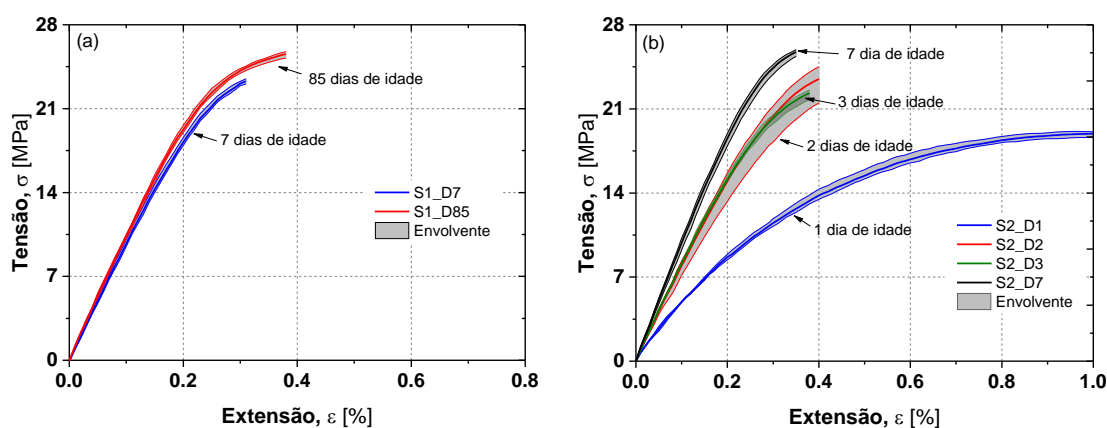 (a)
28
21
14
7
0
Tensão, σ [MPa]
85 dias de idade
7 dias de idade
S1_D7
S1_D85
Envolvente
0.0 0.2 0.4 0.6 0.8
Extensão, ε [%]
(b)
28
21
14
7
0
Tensão, σ [MPa]
7 dia de idade
3 dias de idade
2 dias de idade
1 dia de idade
S2_D1
S2_D2
S2_D3
S2_D7
Envolvente
0.0 0.2 0.4 0.6 0.8 1.0
Extensão, ε [%]